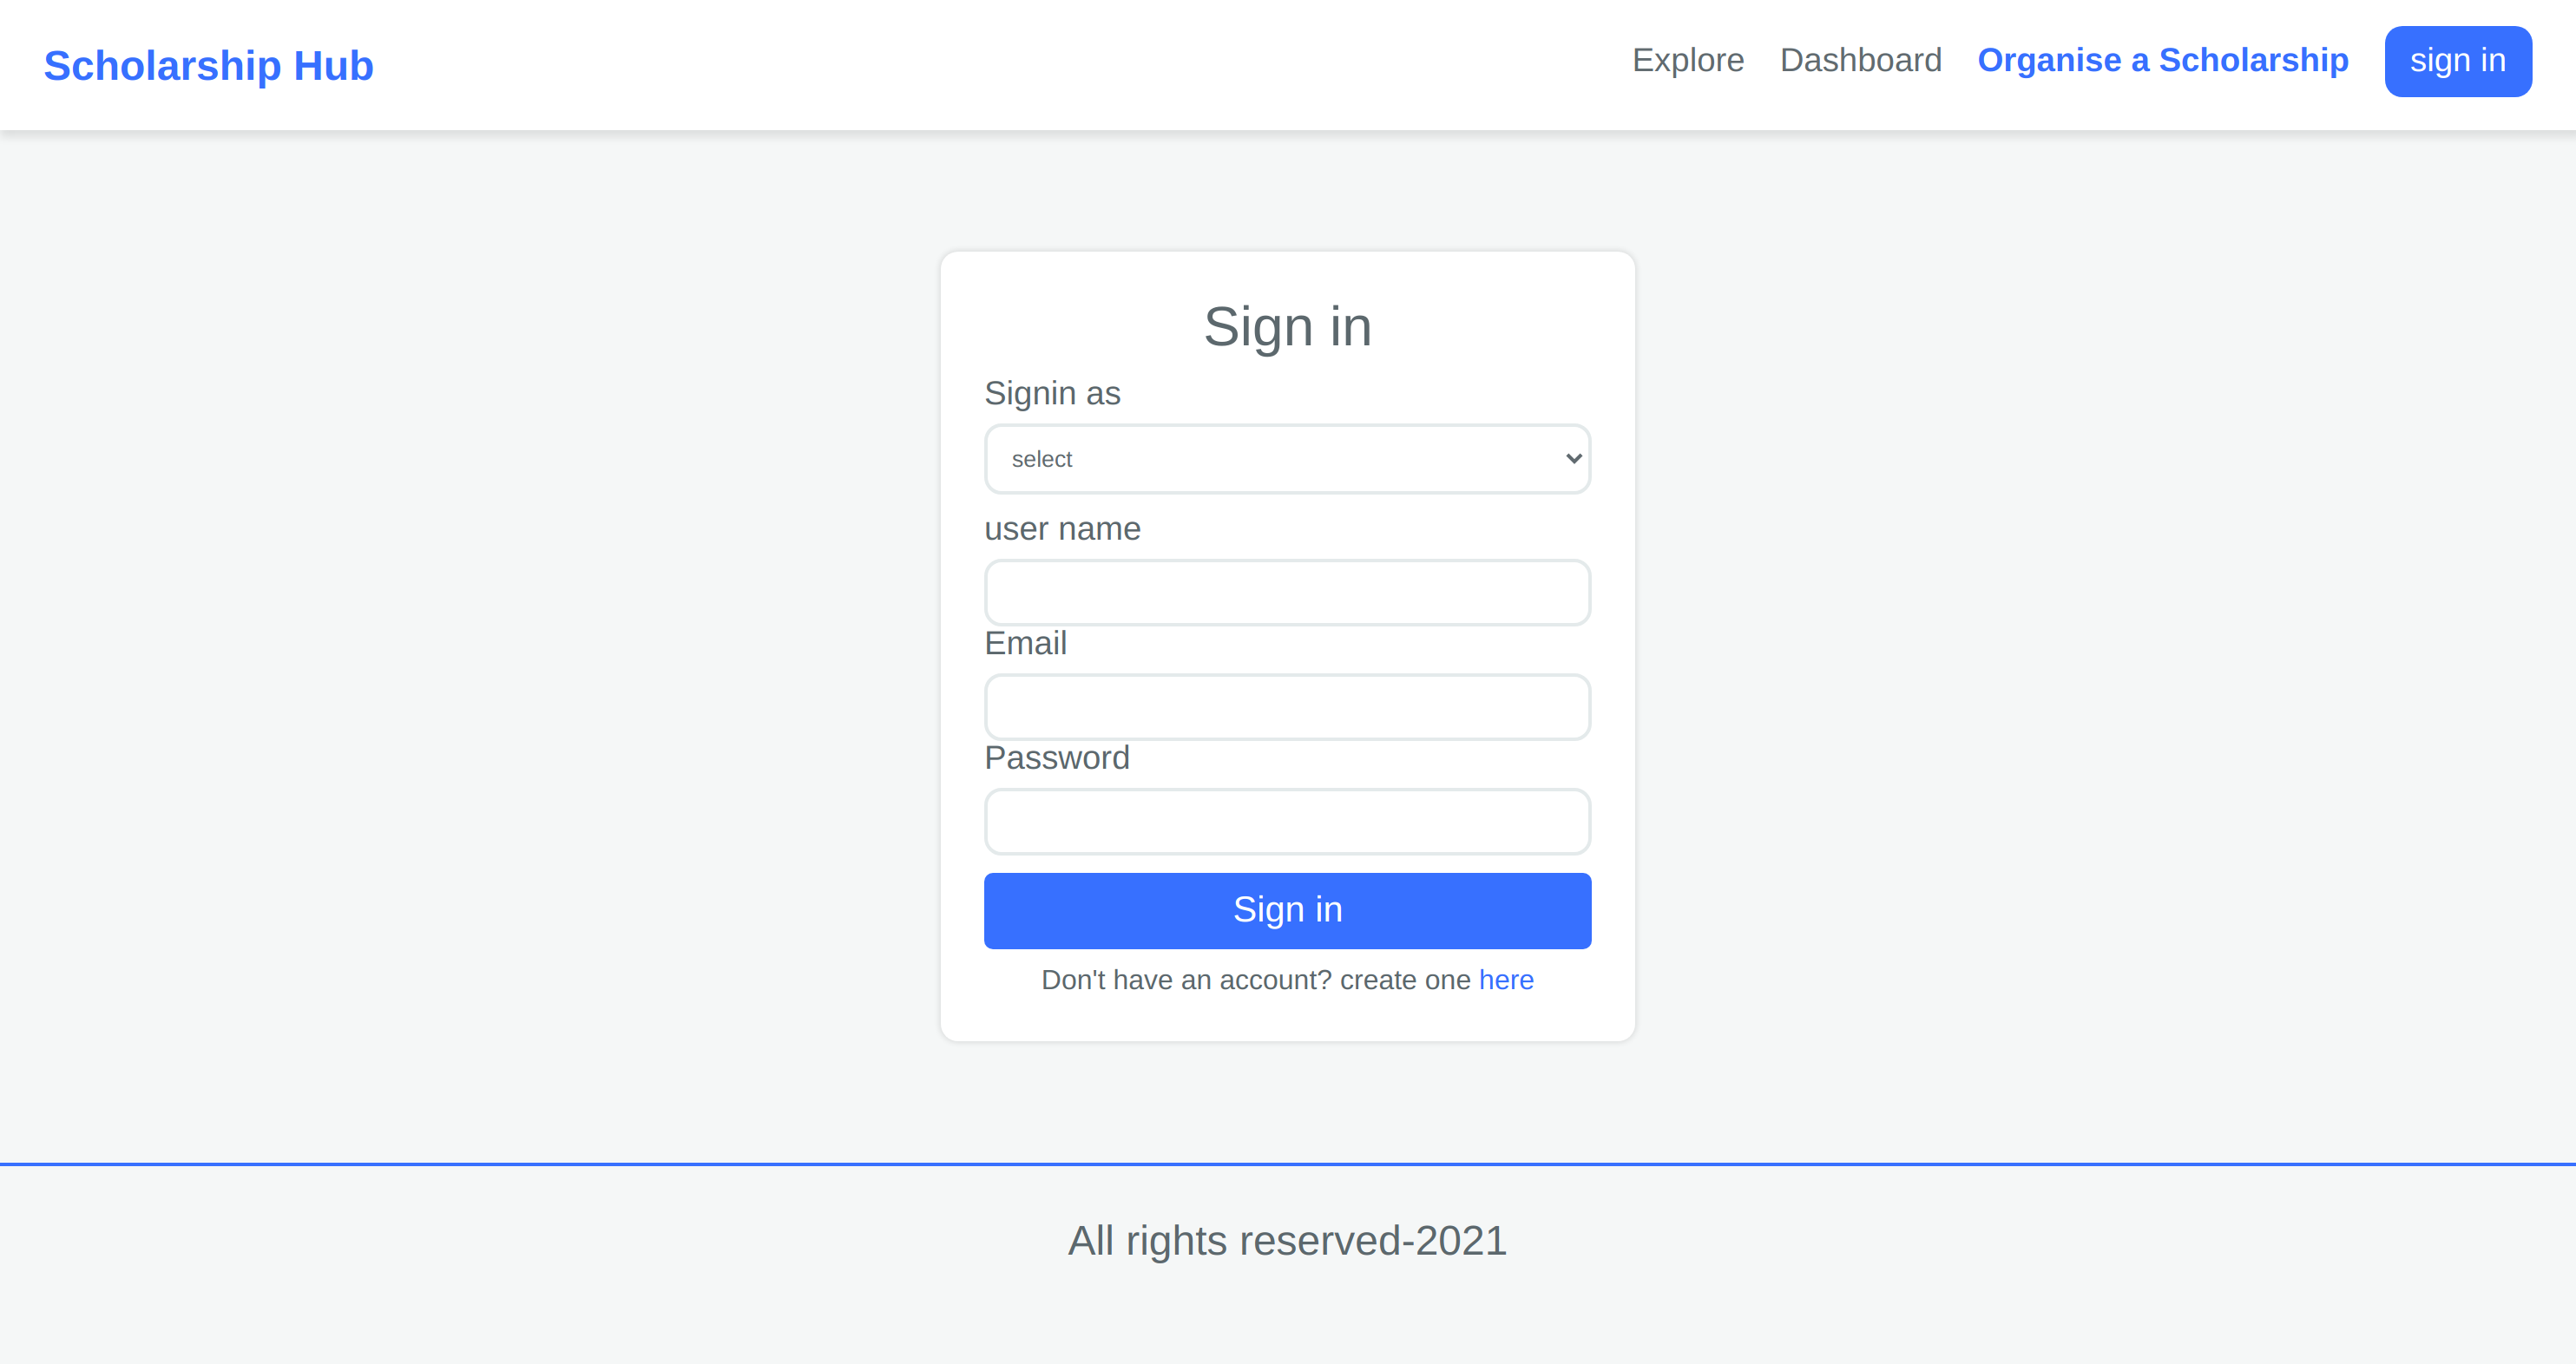 Scholarship Hub
Explore Dashboard Organise a Scholarship sign in
Sign in
Signin as
select
user name
Email
Password
Sign in
Don't have an account? create one here
All rights reserved-2021